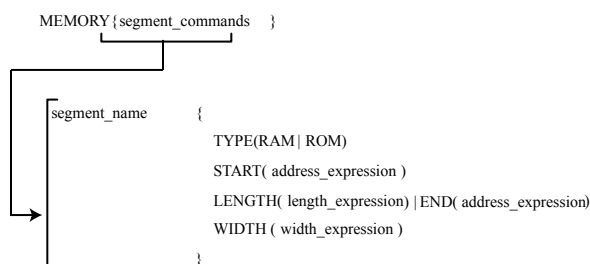 MEMORY{segment_commands }
segment_name {
TYPE(RAM | ROM)
START( address_expression )
LENGTH( length_expression) | END( address_expression)
WIDTH ( width_expression )
}